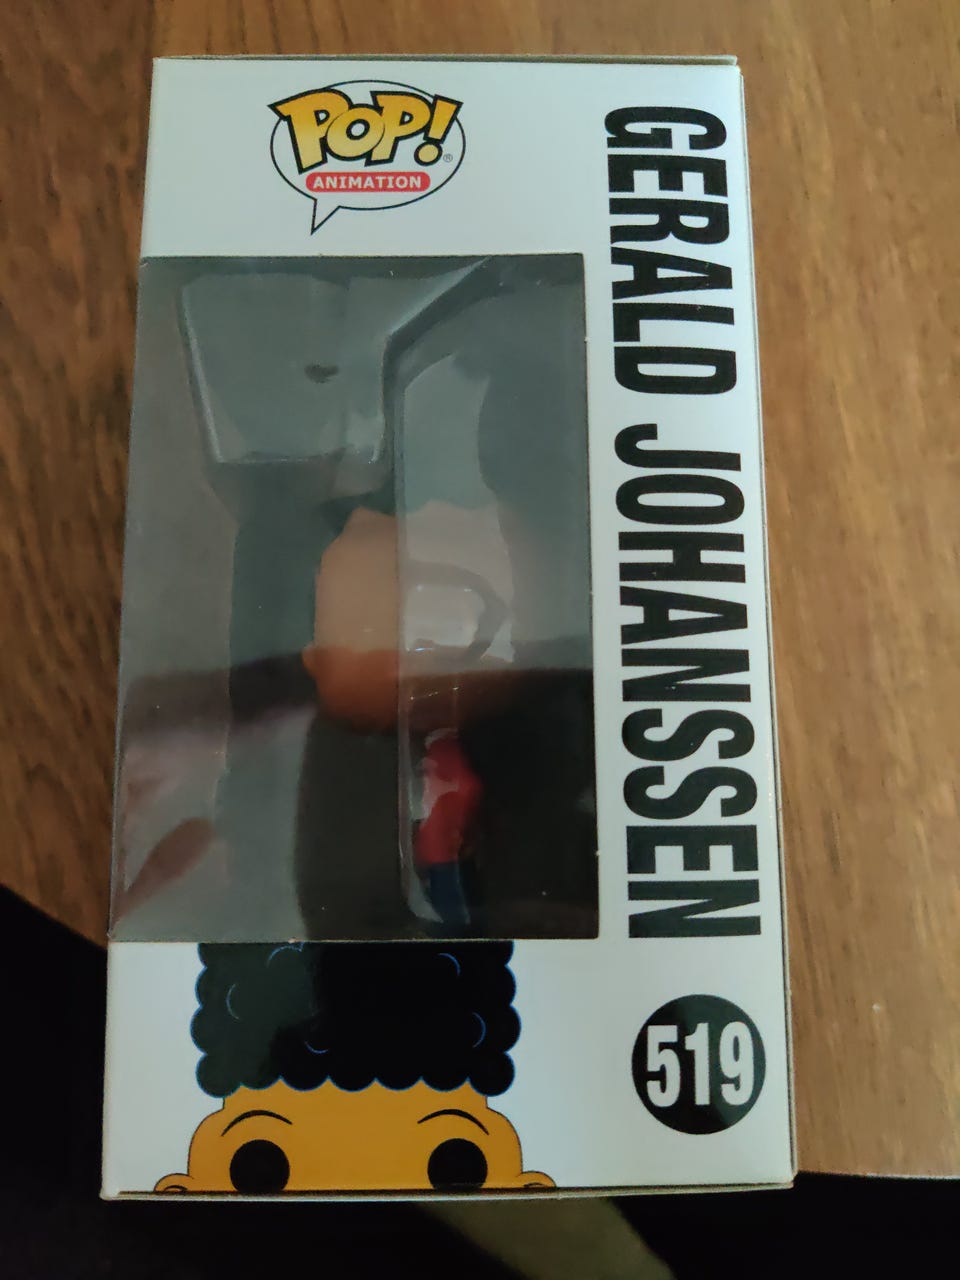 POP!®
ANIMATION
GERALD JOHANSSEN
519